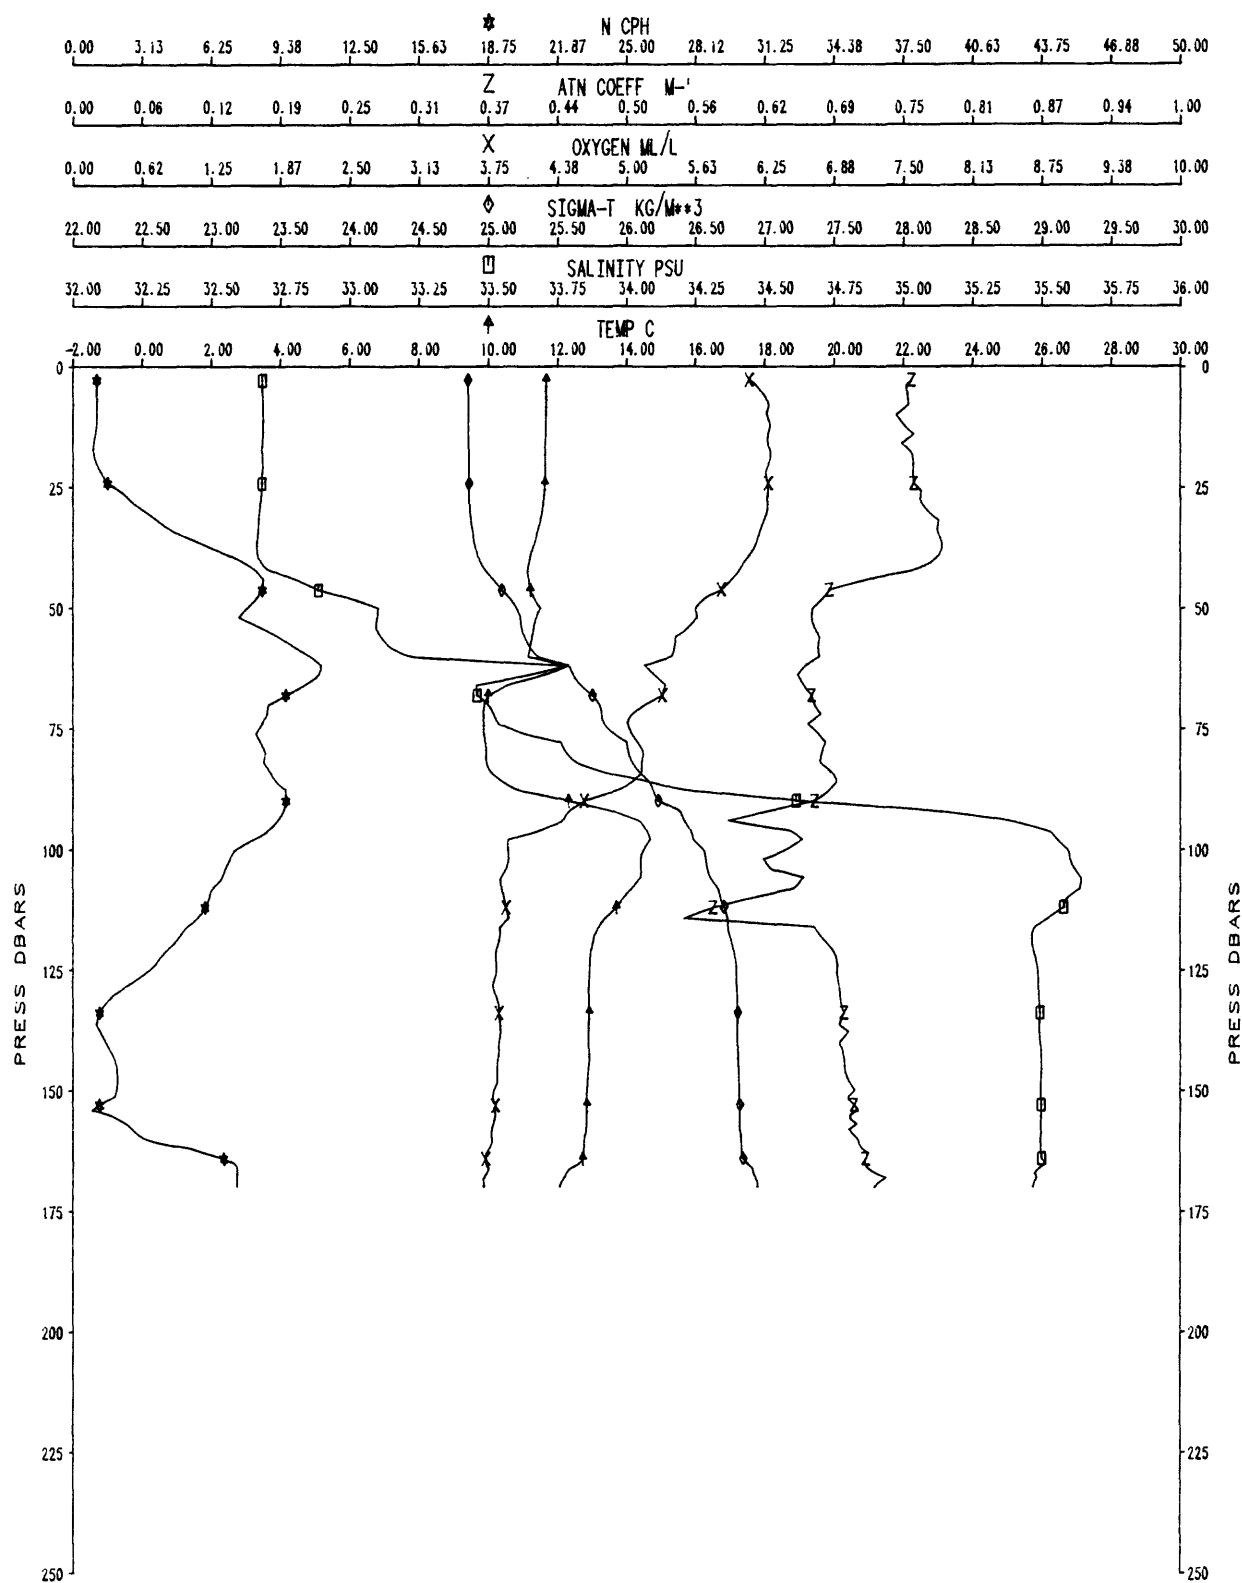 N CPH
0.00 3.13 6.25 9.38 12.50 15.63 18.75 21.87 25.00 28.12 31.25 34.38 37.50 40.63 43.75 46.88 50.00
Z ATN COEFF M-'
0.00 0.06 0.12 0.19 0.25 0.31 0.37 0.44 0.50 0.56 0.62 0.69 0.75 0.81 0.87 0.94 1.00
X OXYGEN ML/L
0.00 0.62 1.25 1.87 2.50 3.13 3.75 4.38 5.00 5.63 6.25 6.88 7.50 8.13 8.75 9.38 10.00
SIGMA-T KG/M**3
22.00 22.50 23.00 23.50 24.00 24.50 25.00 25.50 26.00 26.50 27.00 27.50 28.00 28.50 29.00 29.50 30.00
SALINITY PSU
32.00 32.25 32.50 32.75 33.00 33.25 33.50 33.75 34.00 34.25 34.50 34.75 35.00 35.25 35.50 35.75 36.00
TEMP C
-2.00 0.00 2.00 4.00 6.00 8.00 10.00 12.00 14.00 16.00 18.00 20.00 22.00 24.00 26.00 28.00 30.00
0 0
25 25
50 50
75 75
100 100
125 125
150 150
175 175
200 200
225 225
250 250
PRESS DBARS
PRESS DBARS